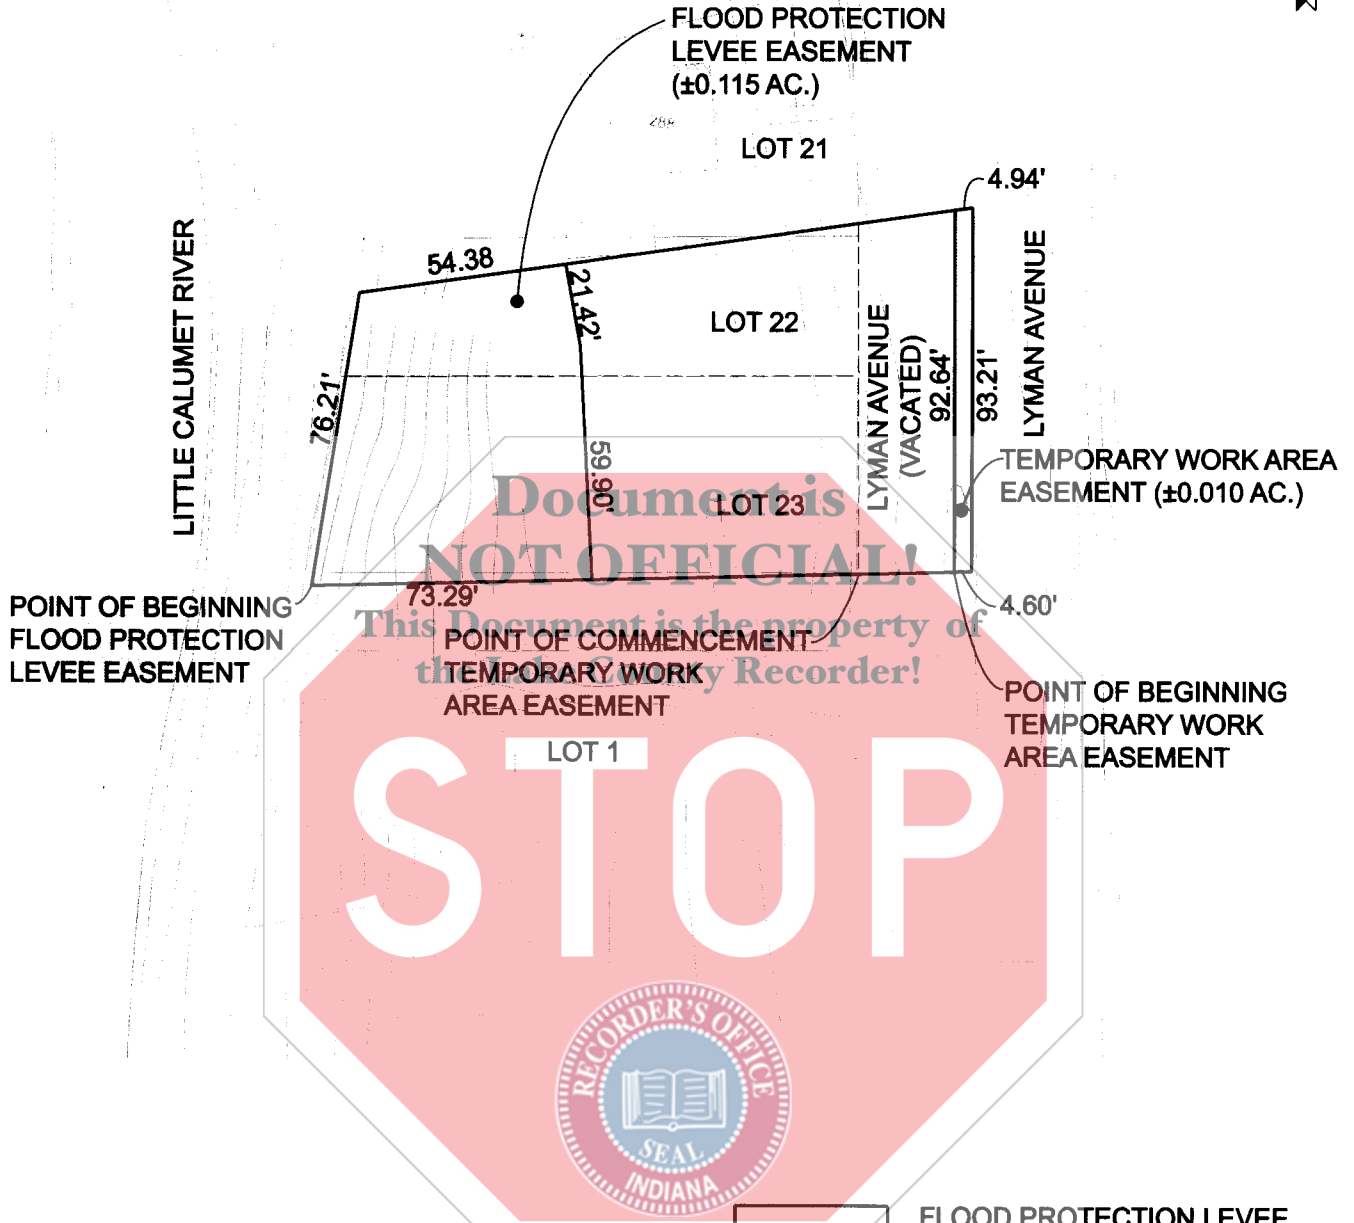 FLOOD PROTECTION
LEVEE EASEMENT
(±0.115 AC.)
288
LOT 21
4.94'
LITTLE CALUMET RIVER
54.38
21.42'
LOT 22
LYMAN AVENUE
(VACATED)
92.64'
93.21'
LYMAN AVENUE
76.21'
TEMPORARY WORK AREA
EASEMENT (±0.010 AC.)
59.90'
LOT 23
Document is
NOT OFFICIAL!
This Document is the property of
the Lake County Recorder!
73.29'
4.60'
POINT OF BEGINNING
FLOOD PROTECTION
LEVEE EASEMENT
POINT OF COMMENCEMENT
TEMPORARY WORK
AREA EASEMENT
POINT OF BEGINNING
TEMPORARY WORK
AREA EASEMENT
LOT 1
STOP
RECORDER'S OFFICE
SEAL
INDIANA
FLOOD PROTECTION LEVEE